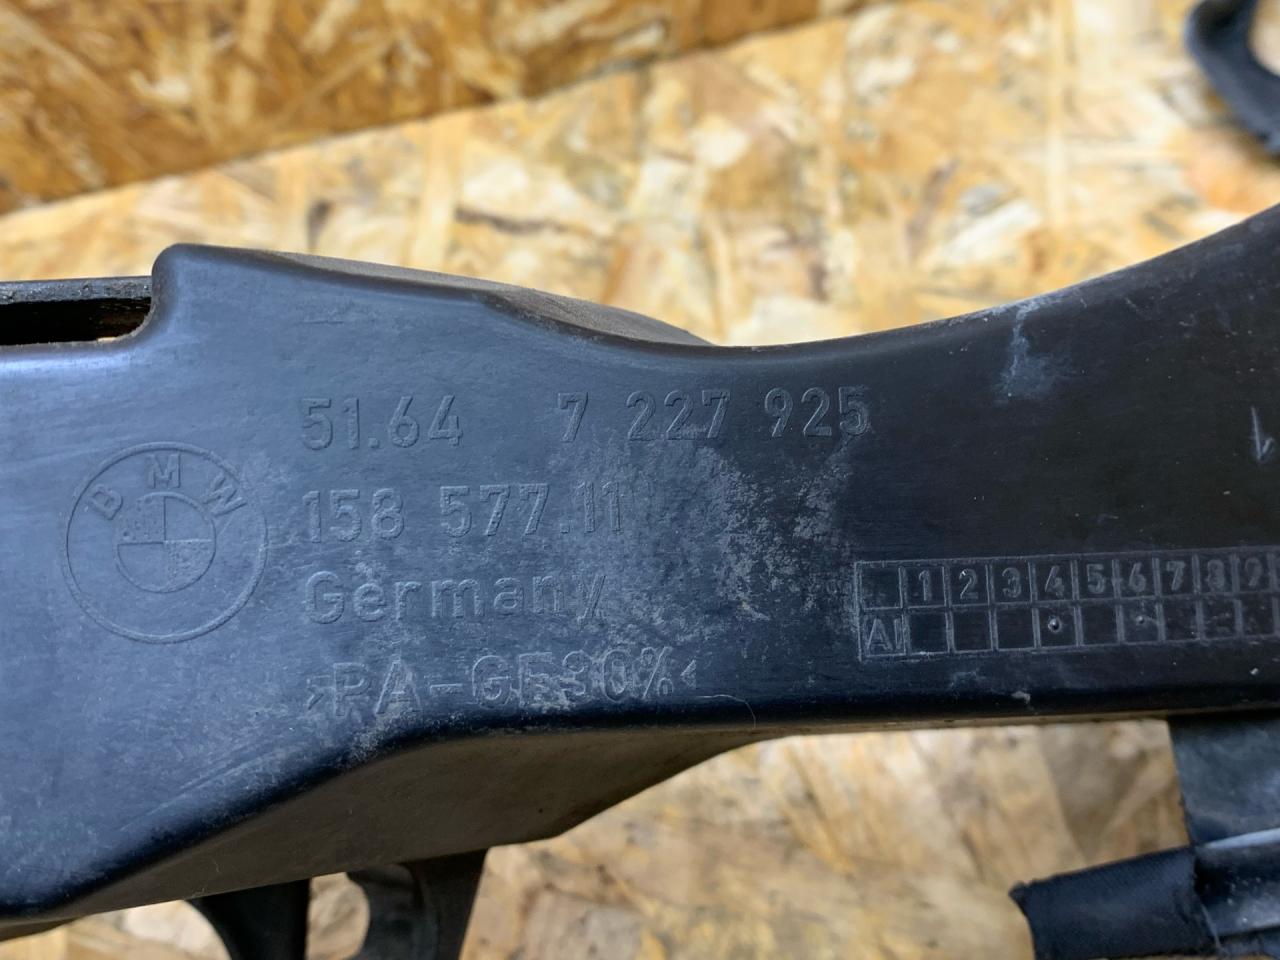 BMW
51.64 7 227 925
158 577.11
Germany
>PA-GF30%<
1 2 3 4 5 6 7 8 9